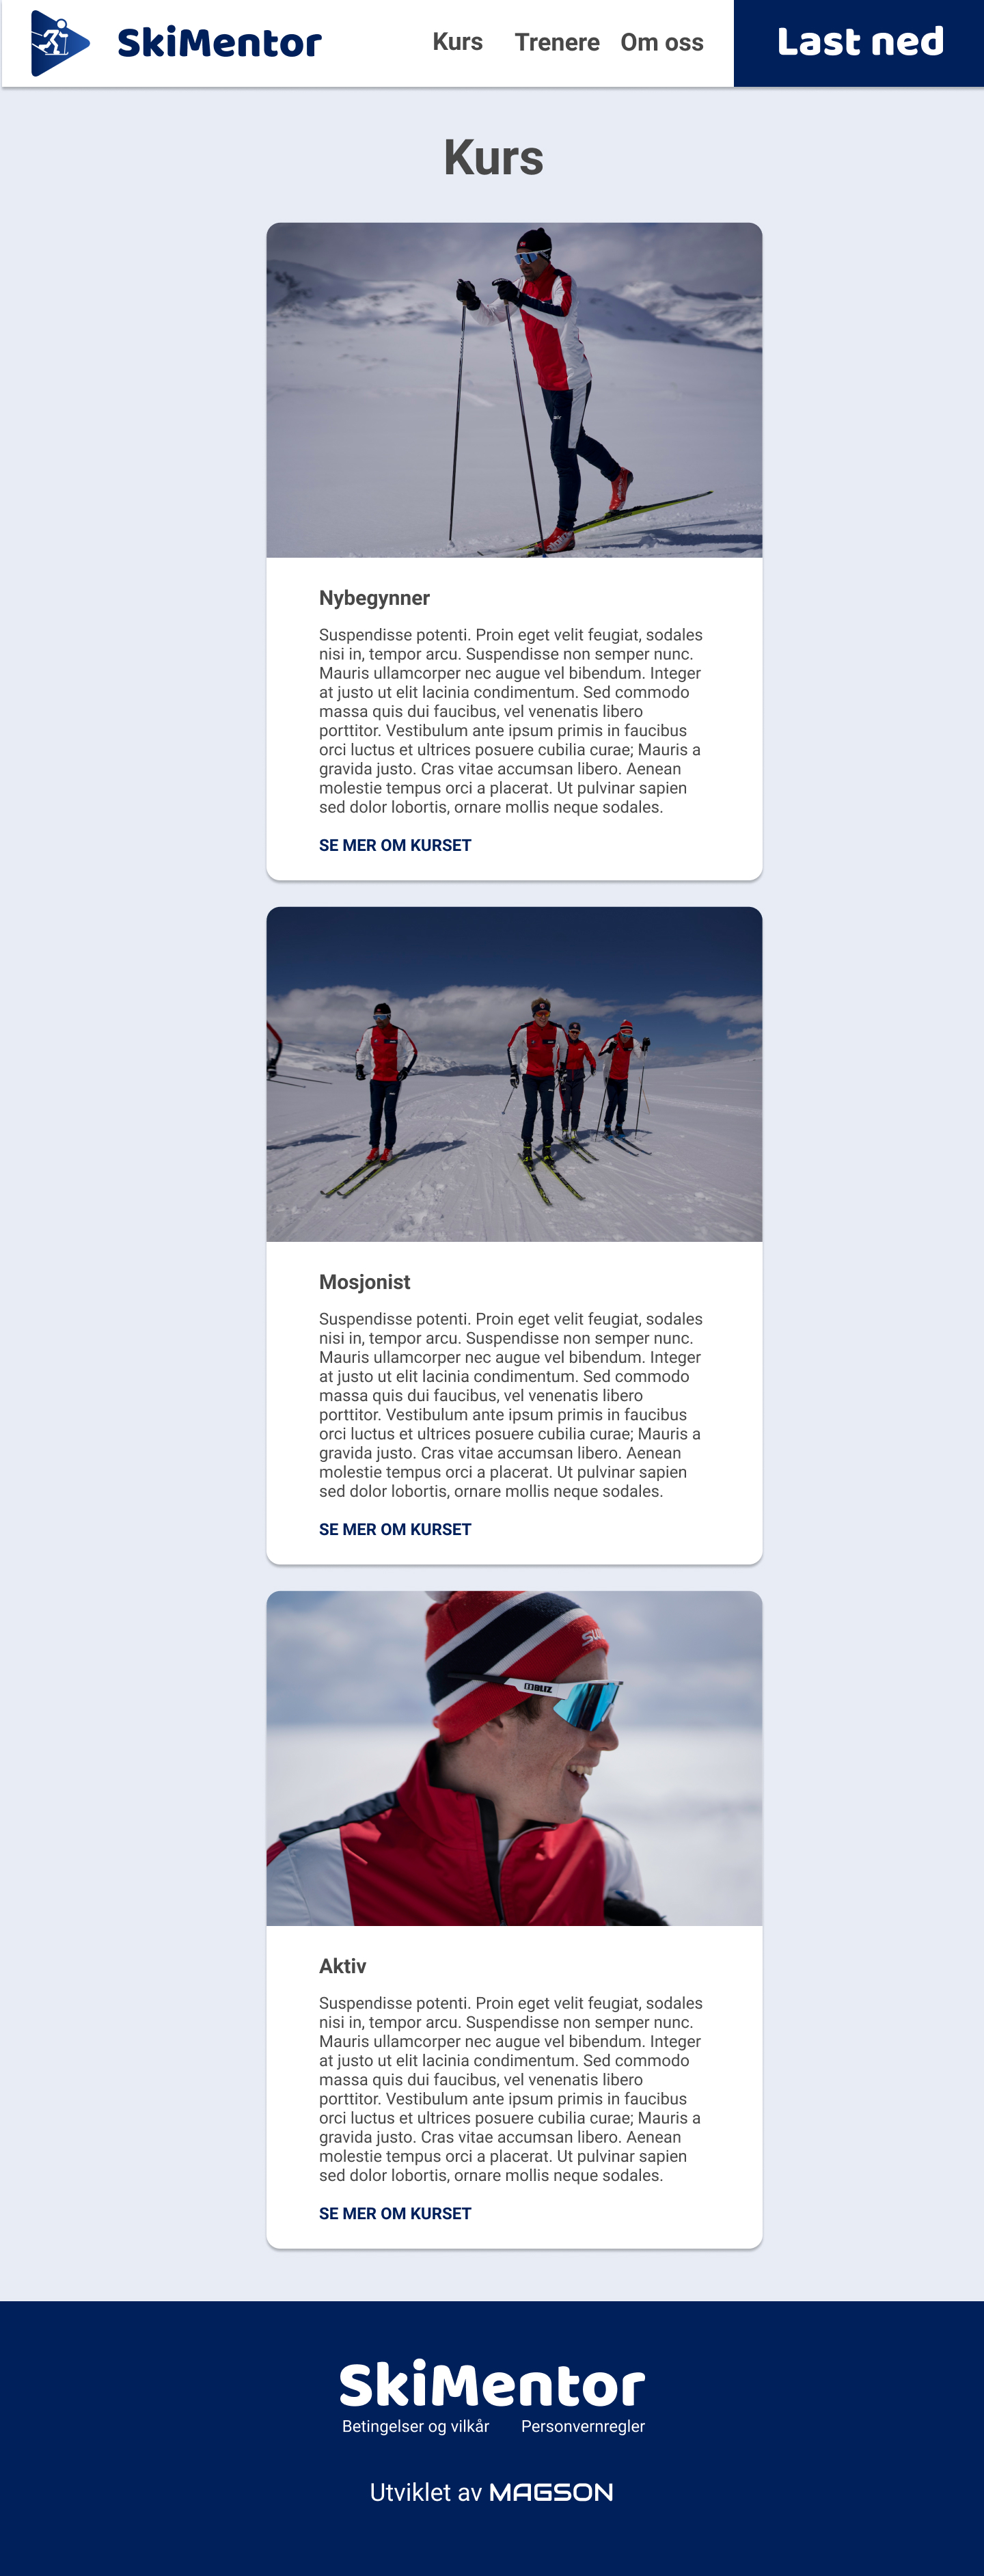 SkiMentor
Kurs Trenere Om oss
Last ned
Kurs
Nybegynner
Suspendisse potenti. Proin eget velit feugiat, sodales
nisi in, tempor arcu. Suspendisse non semper nunc.
Mauris ullamcorper nec augue vel bibendum. Integer
at justo ut elit lacinia condimentum. Sed commodo
massa quis dui faucibus, vel venenatis libero
porttitor. Vestibulum ante ipsum primis in faucibus
orci luctus et ultrices posuere cubilia curae; Mauris a
gravida justo. Cras vitae accumsan libero. Aenean
molestie tempus orci a placerat. Ut pulvinar sapien
sed dolor lobortis, ornare mollis neque sodales.
SE MER OM KURSET
Mosjonist
Suspendisse potenti. Proin eget velit feugiat, sodales
nisi in, tempor arcu. Suspendisse non semper nunc.
Mauris ullamcorper nec augue vel bibendum. Integer
at justo ut elit lacinia condimentum. Sed commodo
massa quis dui faucibus, vel venenatis libero
porttitor. Vestibulum ante ipsum primis in faucibus
orci luctus et ultrices posuere cubilia curae; Mauris a
gravida justo. Cras vitae accumsan libero. Aenean
molestie tempus orci a placerat. Ut pulvinar sapien
sed dolor lobortis, ornare mollis neque sodales.
SE MER OM KURSET
BLIZ
Aktiv
Suspendisse potenti. Proin eget velit feugiat, sodales
nisi in, tempor arcu. Suspendisse non semper nunc.
Mauris ullamcorper nec augue vel bibendum. Integer
at justo ut elit lacinia condimentum. Sed commodo
massa quis dui faucibus, vel venenatis libero
porttitor. Vestibulum ante ipsum primis in faucibus
orci luctus et ultrices posuere cubilia curae; Mauris a
gravida justo. Cras vitae accumsan libero. Aenean
molestie tempus orci a placerat. Ut pulvinar sapien
sed dolor lobortis, ornare mollis neque sodales.
SE MER OM KURSET
SkiMentor
Betingelser og vilkår Personvernregler
Utviklet av MAGSON